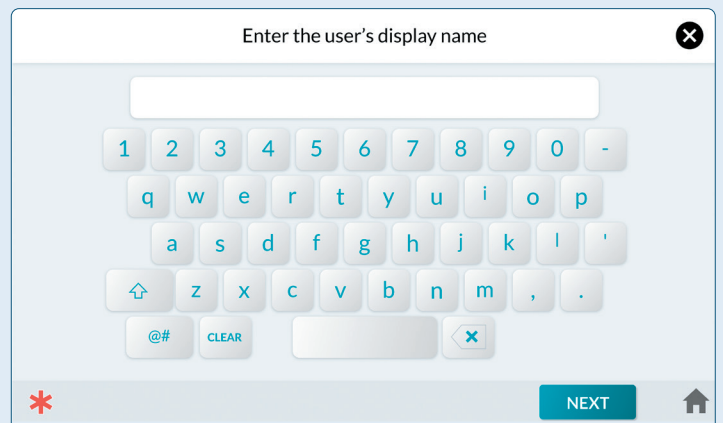 Enter the user’s display name
1 2 3 4 5 6 7 8 9 0 -
q w e r t y u i o p
a s d f g h j k l '
z x c v b n m , .
@# CLEAR
NEXT